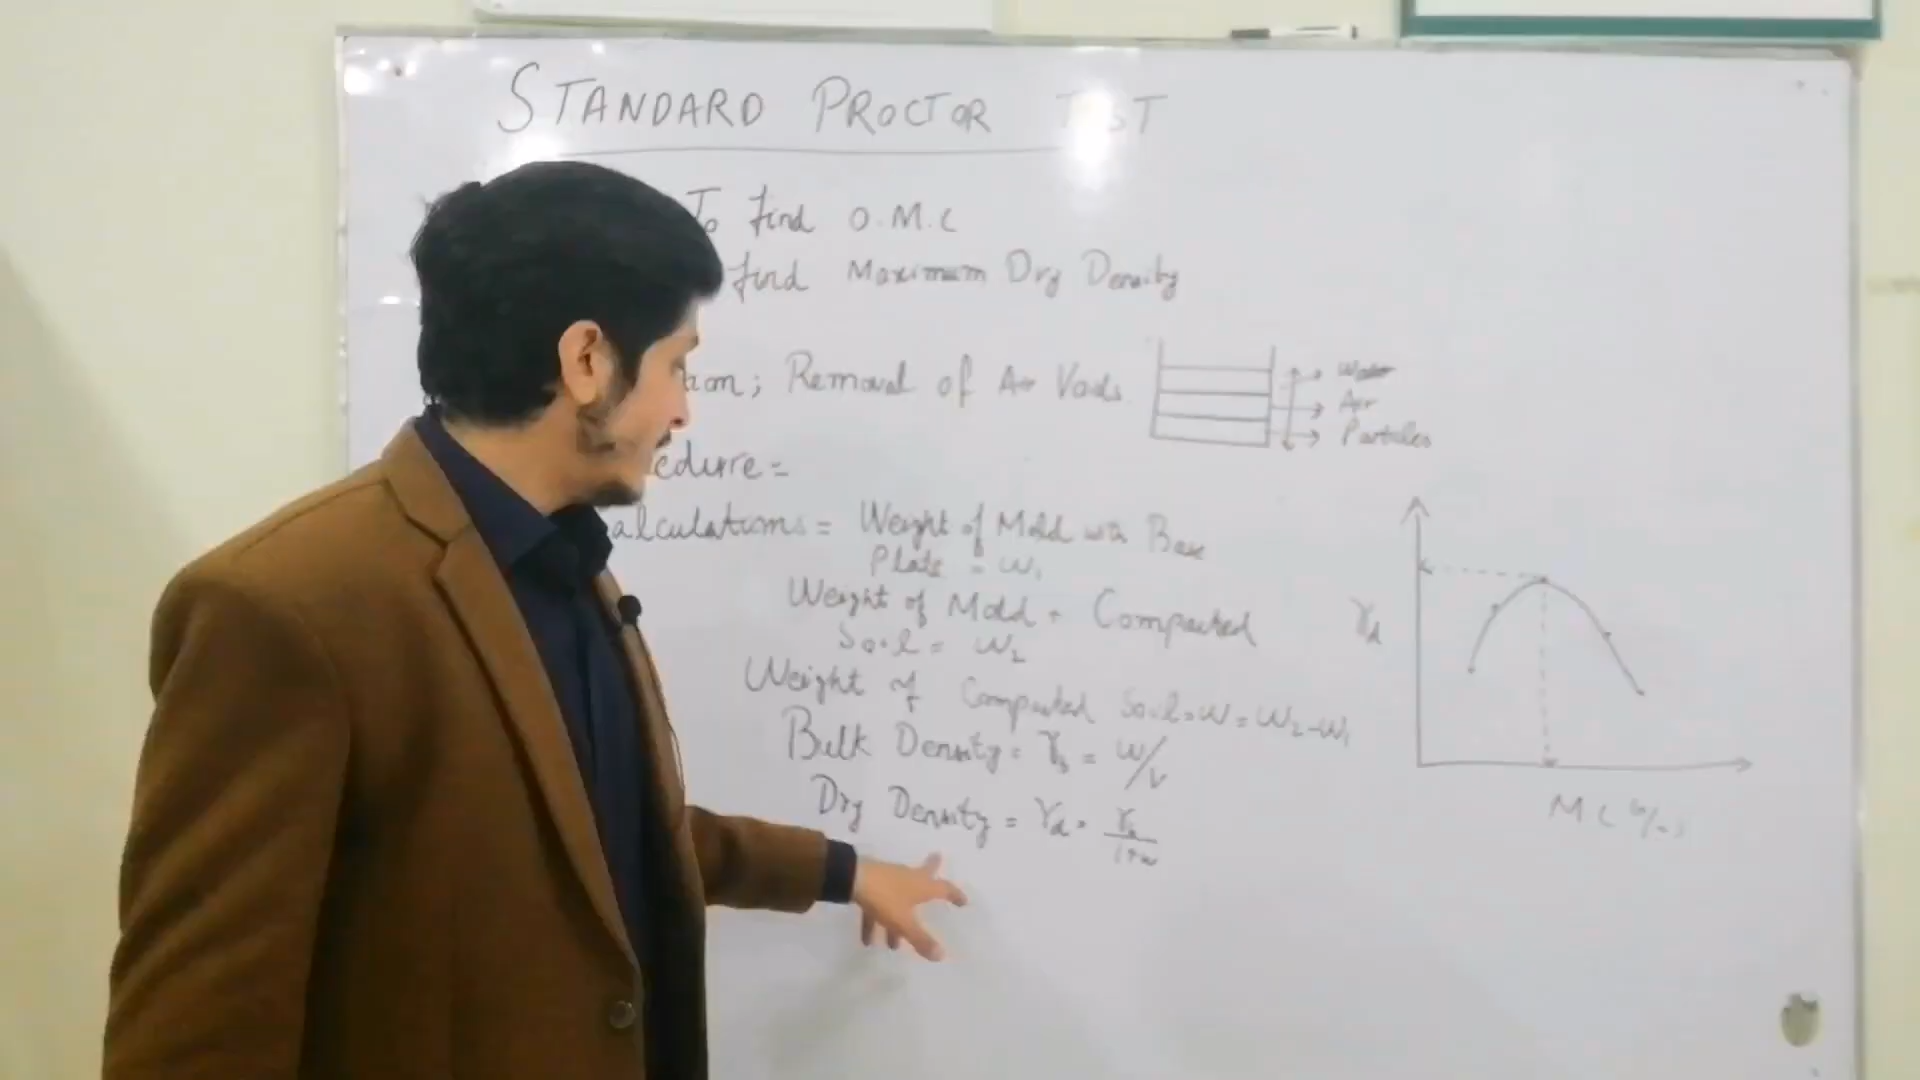 STANDARD PROCTOR TEST
To find O.M.C
find Maximum Dry Density
tion; Removal of Air Voids
Water
Air
Particles
edure =
alculations = Weight of Mold with Base
Plate = W₁
Weight of Mold + Compacted
Soil = W₂
Weight of Compacted Soil = W = W₂-W₁
Bulk Density = γb = W/V
Dry Density = γd = γb/1+w
γd
MC (%)